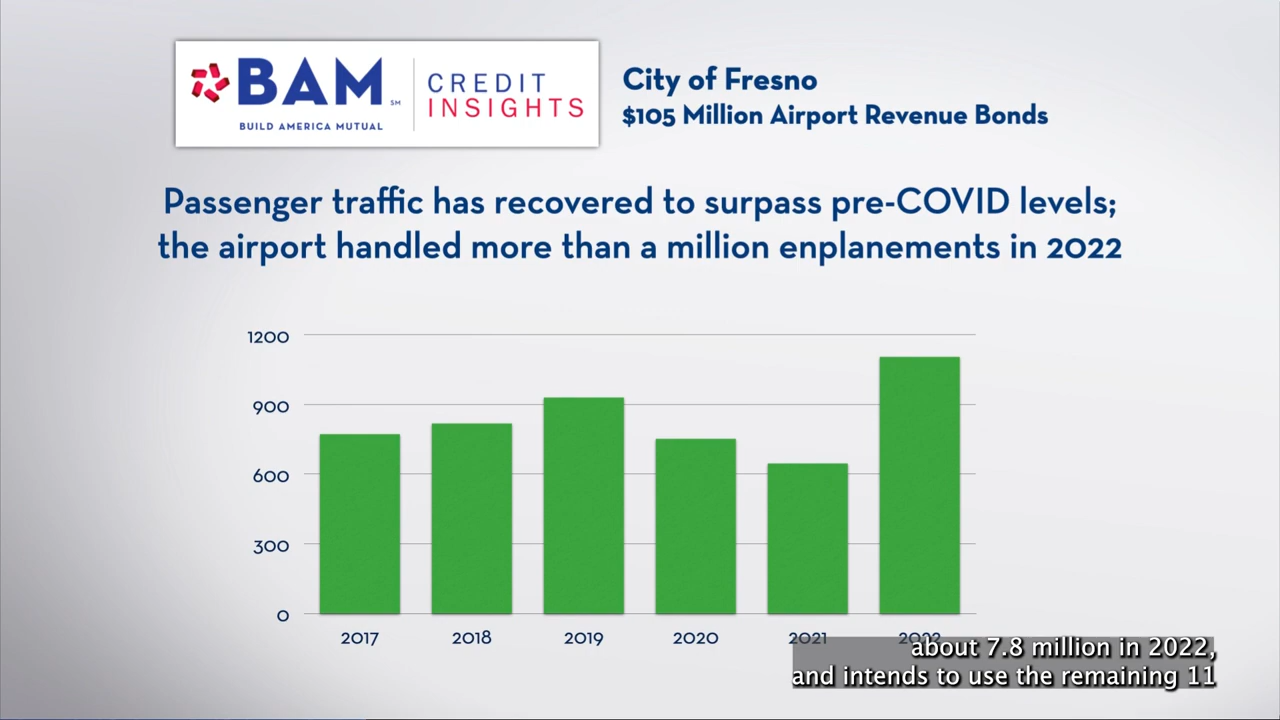 BAM SM
BUILD AMERICA MUTUAL
CREDIT
INSIGHTS
City of Fresno
$105 Million Airport Revenue Bonds
Passenger traffic has recovered to surpass pre-COVID levels;
the airport handled more than a million enplanements in 2022
1200
900
600
300
0
2017 2018 2019 2020 2021 2022
about 7.8 million in 2022,
and intends to use the remaining 11